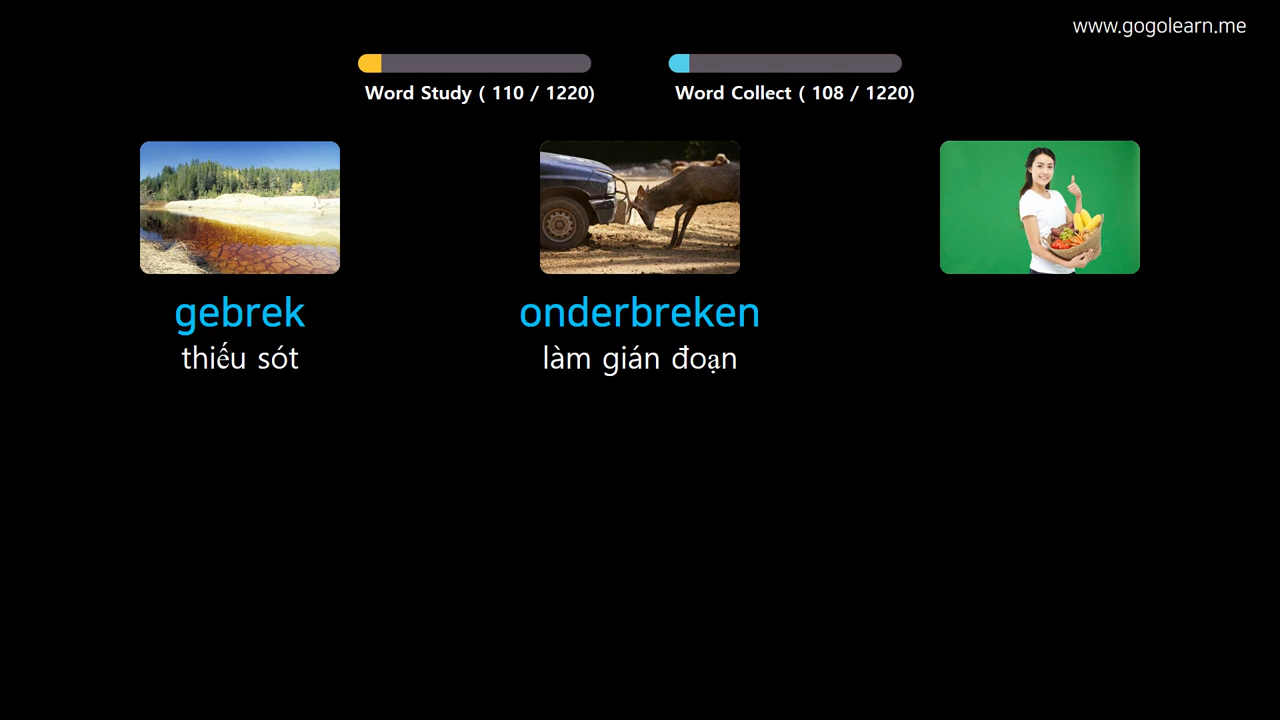 www.gogolearn.me
Word Study ( 110 / 1220)
Word Collect ( 108 / 1220)
gebrek
thiếu sót
onderbreken
làm gián đoạn